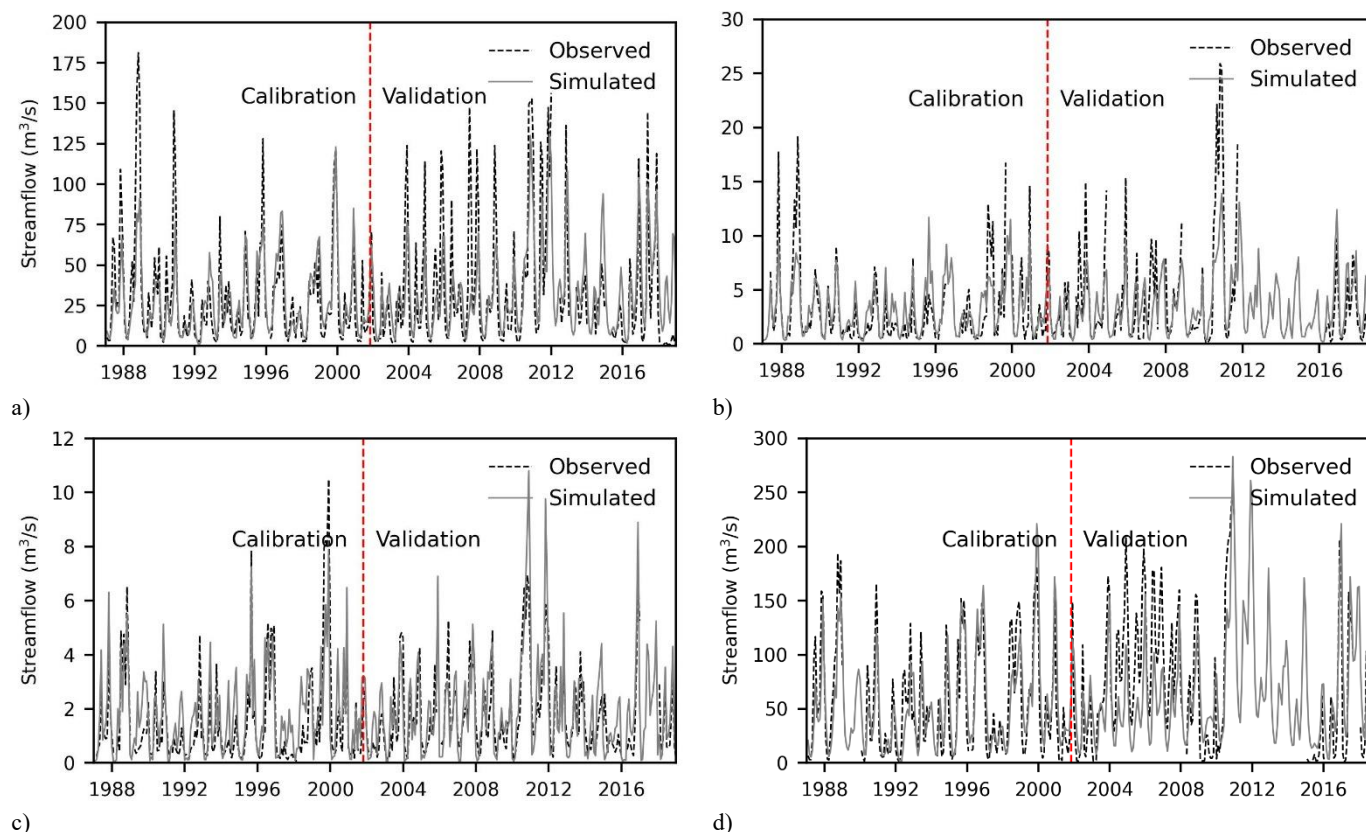 200
175
150
125
100
75
50
25
0
Streamflow (m³/s)
Observed
Simulated
Calibration
Validation
1988 1992 1996 2000 2004 2008 2012 2016
a)
30
25
20
15
10
5
0
Observed
Simulated
Calibration
Validation
1988 1992 1996 2000 2004 2008 2012 2016
b)
12
10
8
6
4
2
0
Streamflow (m³/s)
Observed
Simulated
Calibration
Validation
1988 1992 1996 2000 2004 2008 2012 2016
c)
300
250
200
150
100
50
0
Streamflow (m³/s)
Observed
Simulated
Calibration
Validation
1988 1992 1996 2000 2004 2008 2012 2016
d)